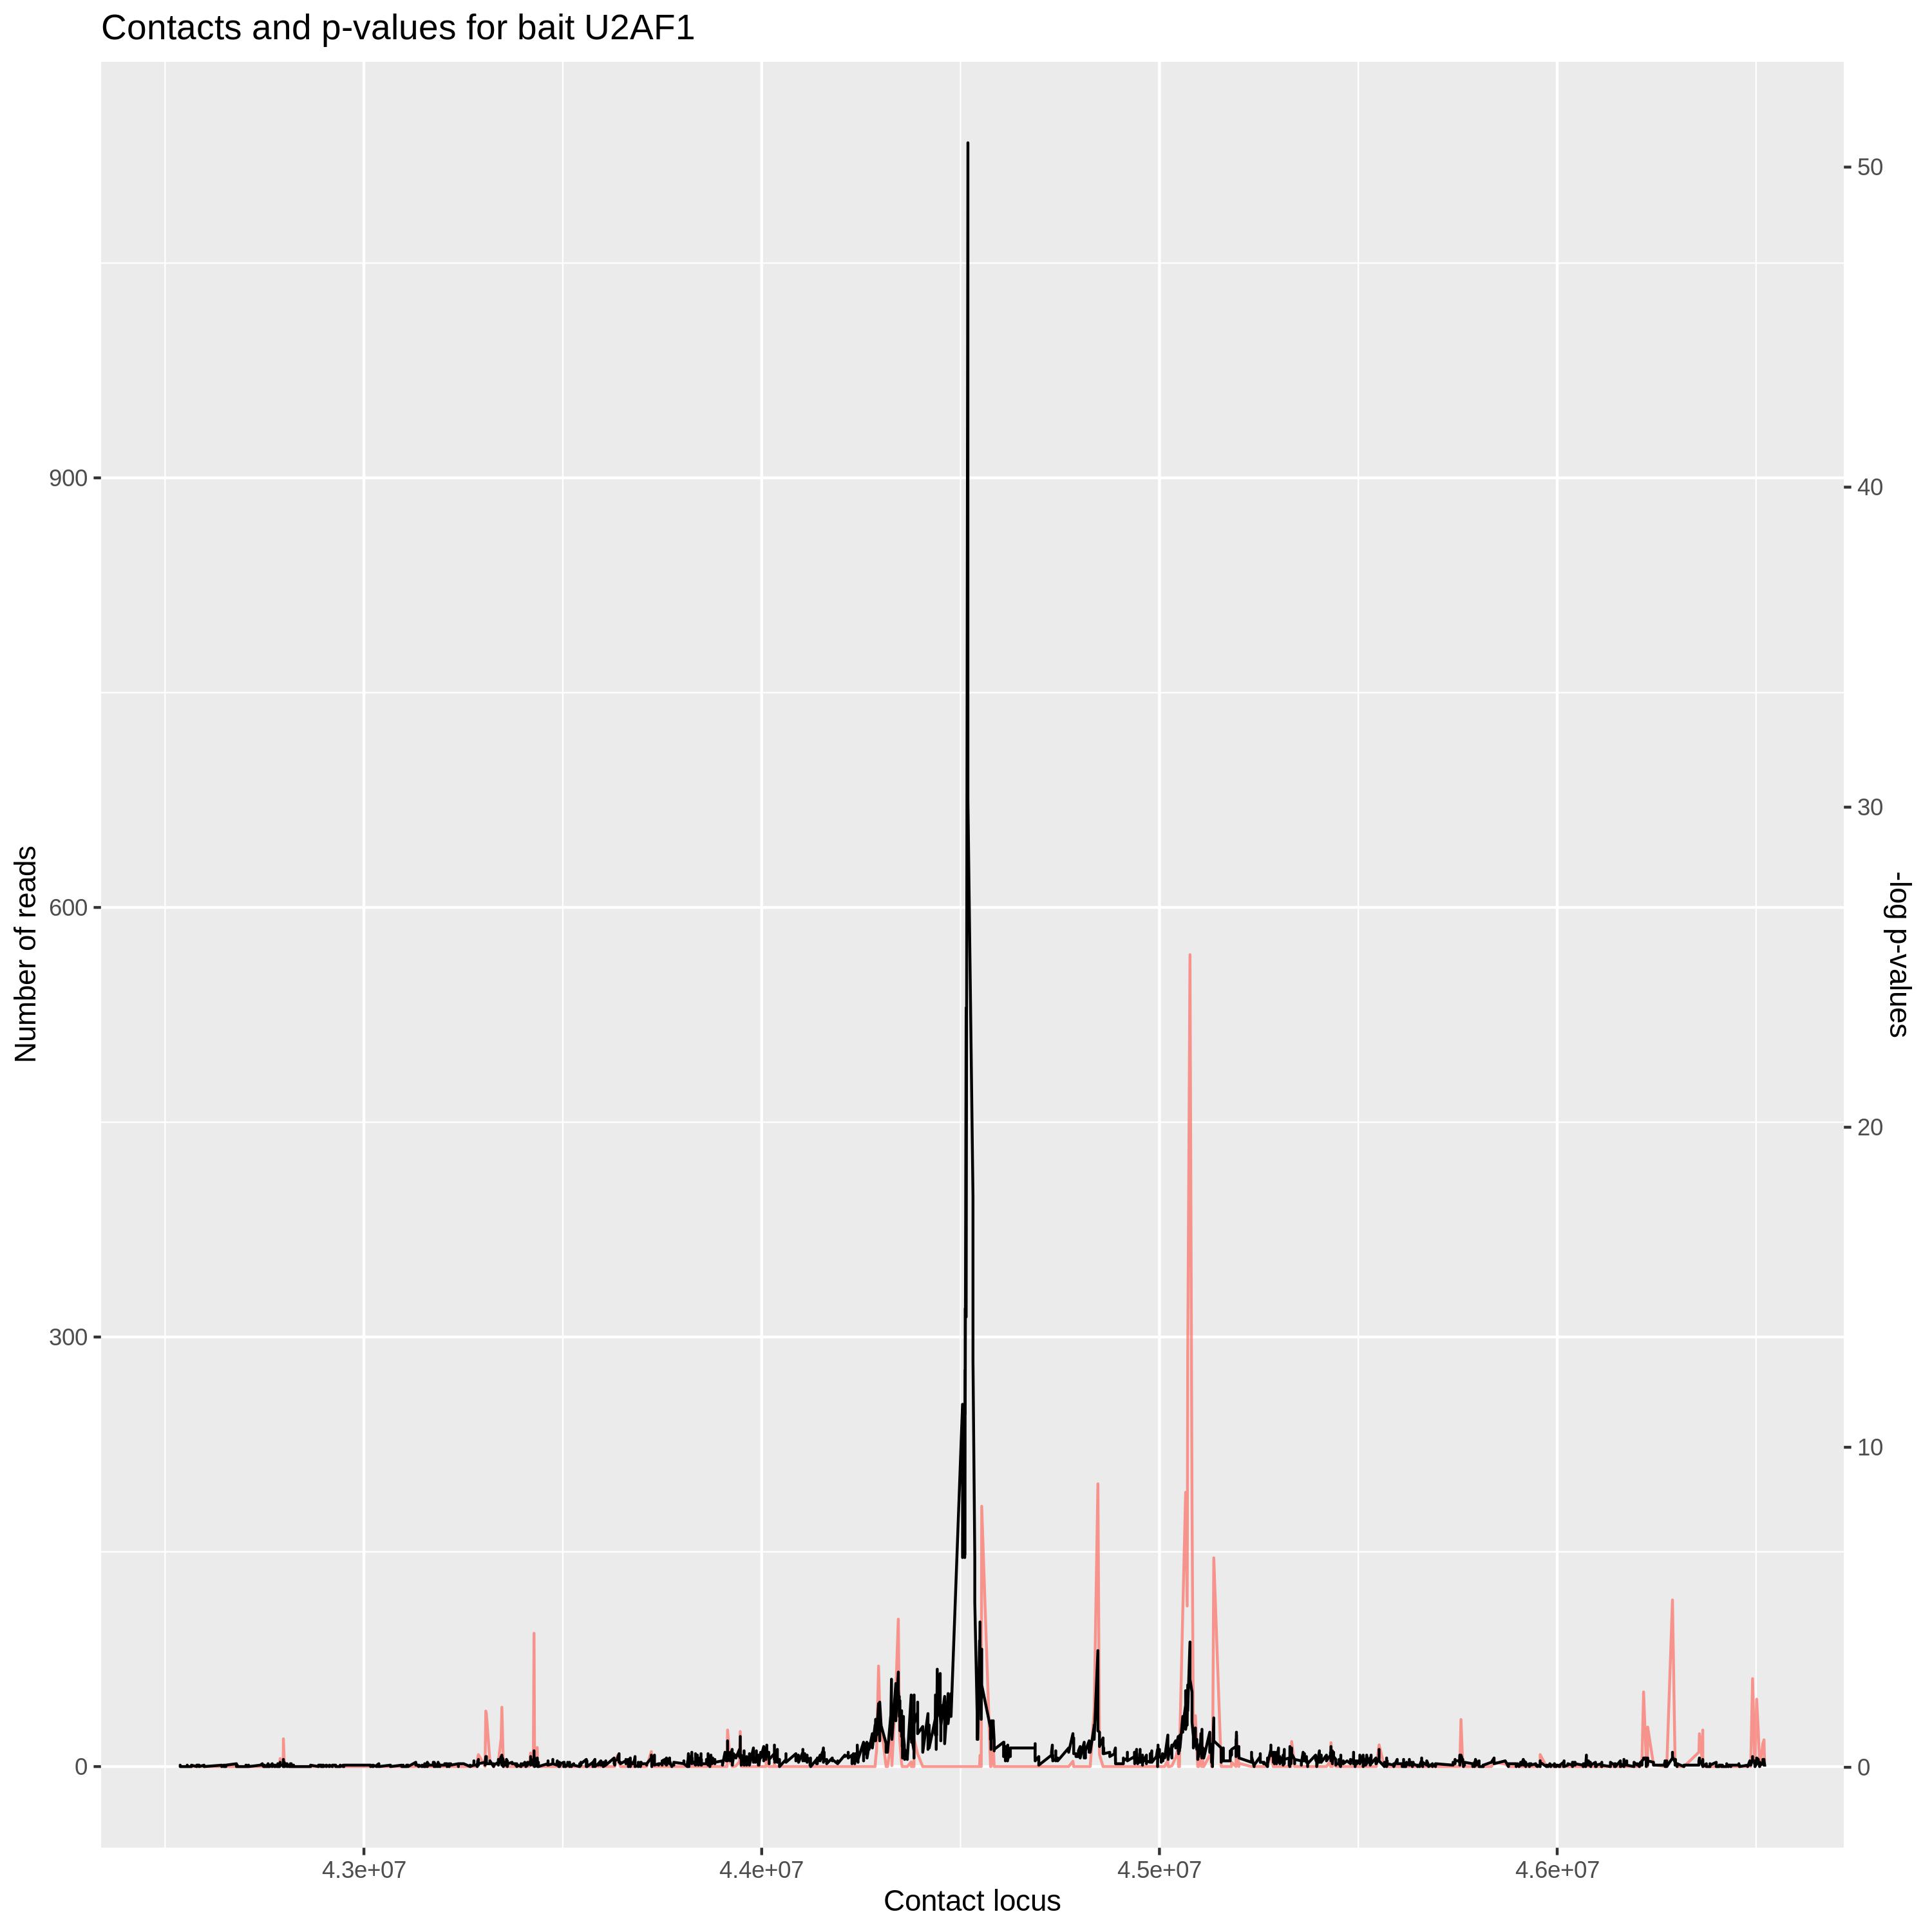 Contacts and p-values for bait U2AF1
Number of reads
900
600
300
0
50
40
30
20
10
0
-log p-values
4.3e+07
4.4e+07
4.5e+07
4.6e+07
Contact locus